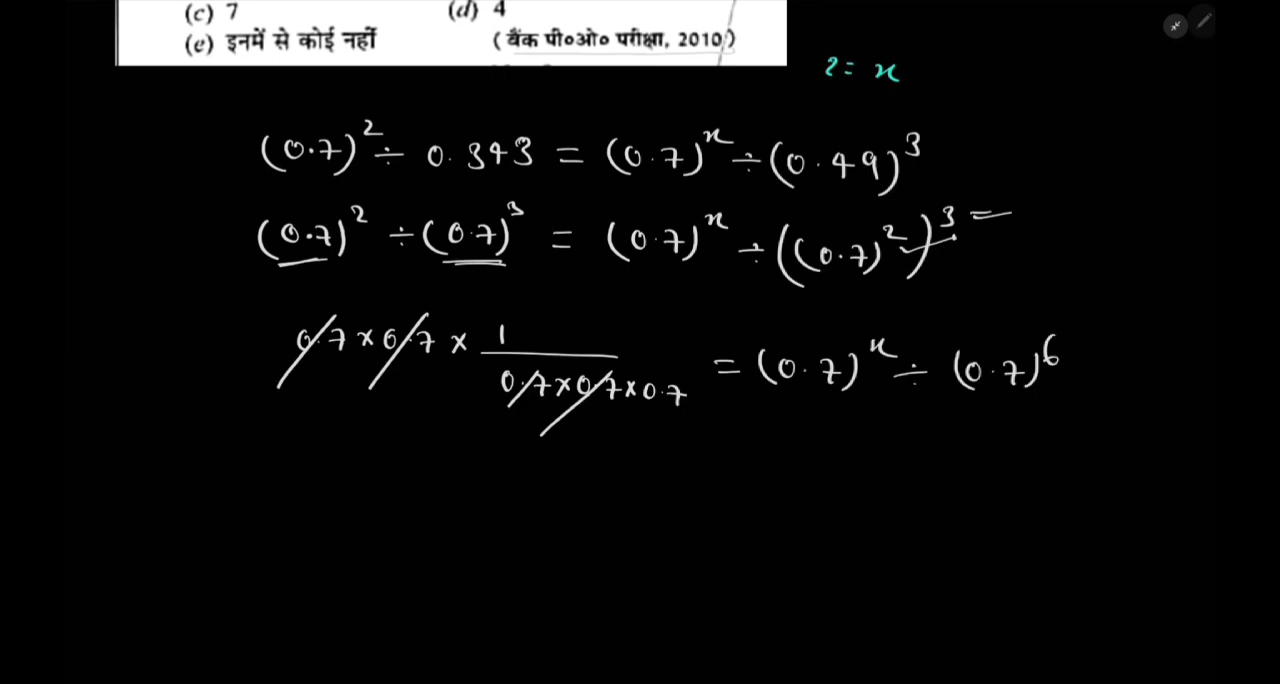 (c) 7 (d) 4
(e) इनमें से कोई नहीं (बैंक पी०ओ० परीक्षा, 2010)
? = x
(0.7)² ÷ 0.343 = (0.7)ˣ ÷ (0.49)³
(0.7)² ÷ (0.7)³ = (0.7)ˣ ÷ ((0.7)²)³ =
0.7 × 0.7 × 1/(0.7 × 0.7 × 0.7) = (0.7)ˣ ÷ (0.7)⁶